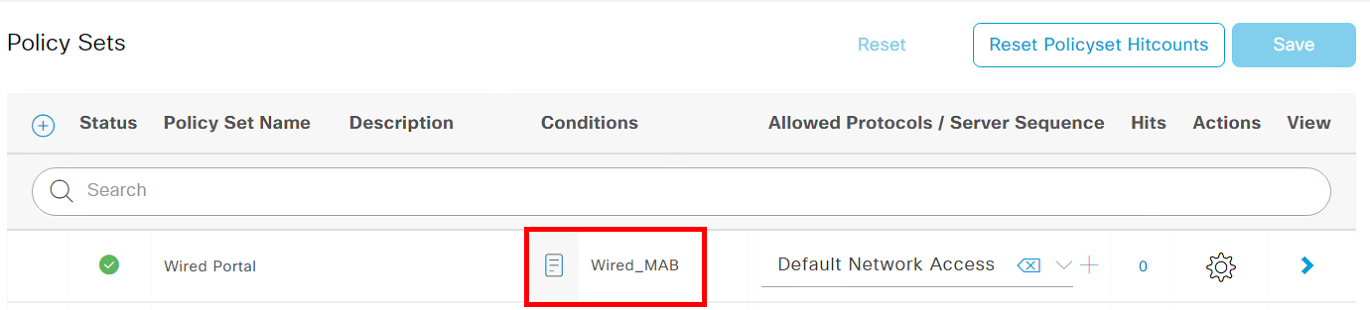 Policy Sets
Reset
Reset Policyset Hitcounts
Save
Status
Policy Set Name
Description
Conditions
Allowed Protocols / Server Sequence
Hits
Actions
View
Search
Wired Portal
Wired_MAB
Default Network Access
0